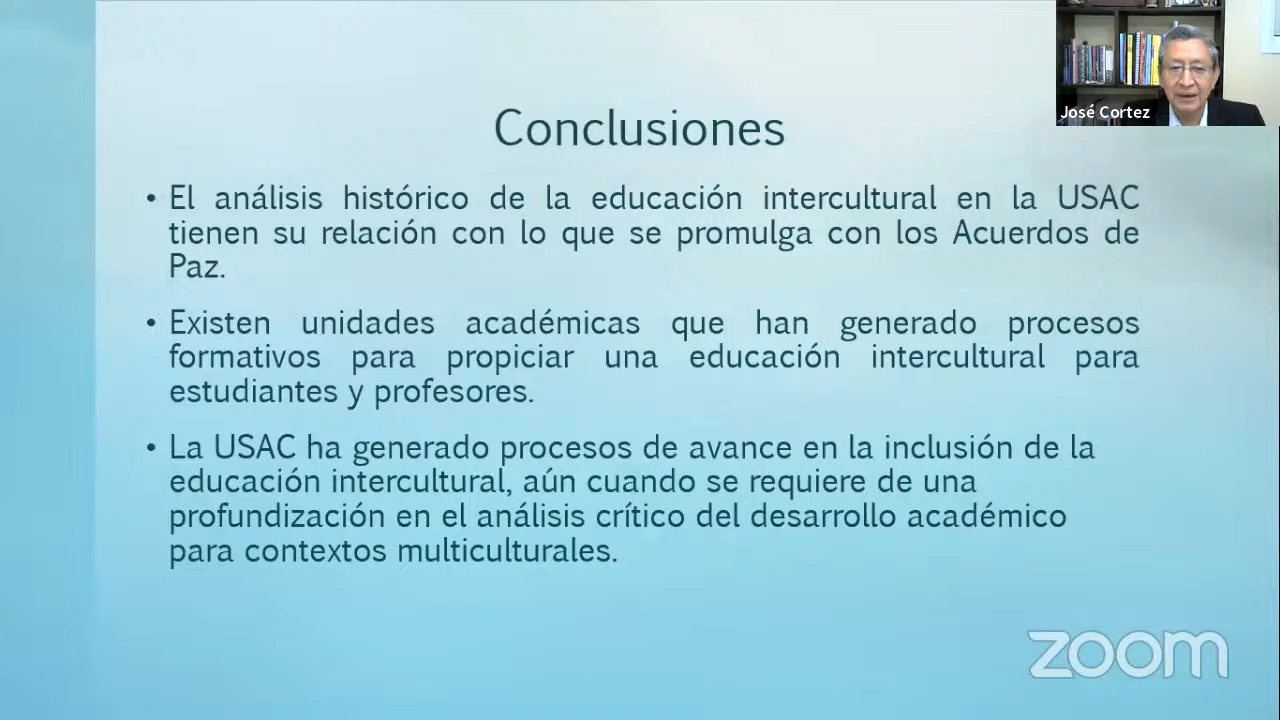 José Cortez
Conclusiones
• El análisis histórico de la educación intercultural en la USAC
tienen su relación con lo que se promulga con los Acuerdos de
Paz.
• Existen unidades académicas que han generado procesos
formativos para propiciar una educación intercultural para
estudiantes y profesores.
• La USAC ha generado procesos de avance en la inclusión de la
educación intercultural, aún cuando se requiere de una
profundización en el análisis crítico del desarrollo académico
para contextos multiculturales.
zoom